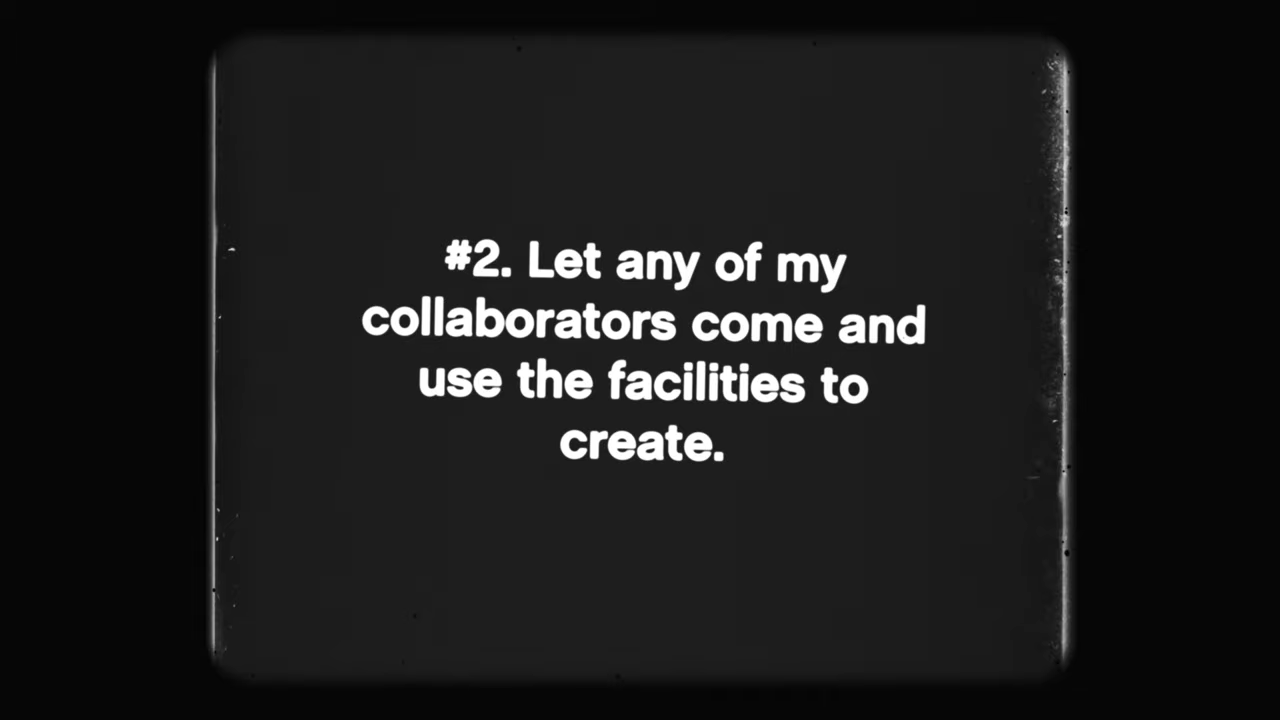 #2. Let any of my
collaborators come and
use the facilities to
create.